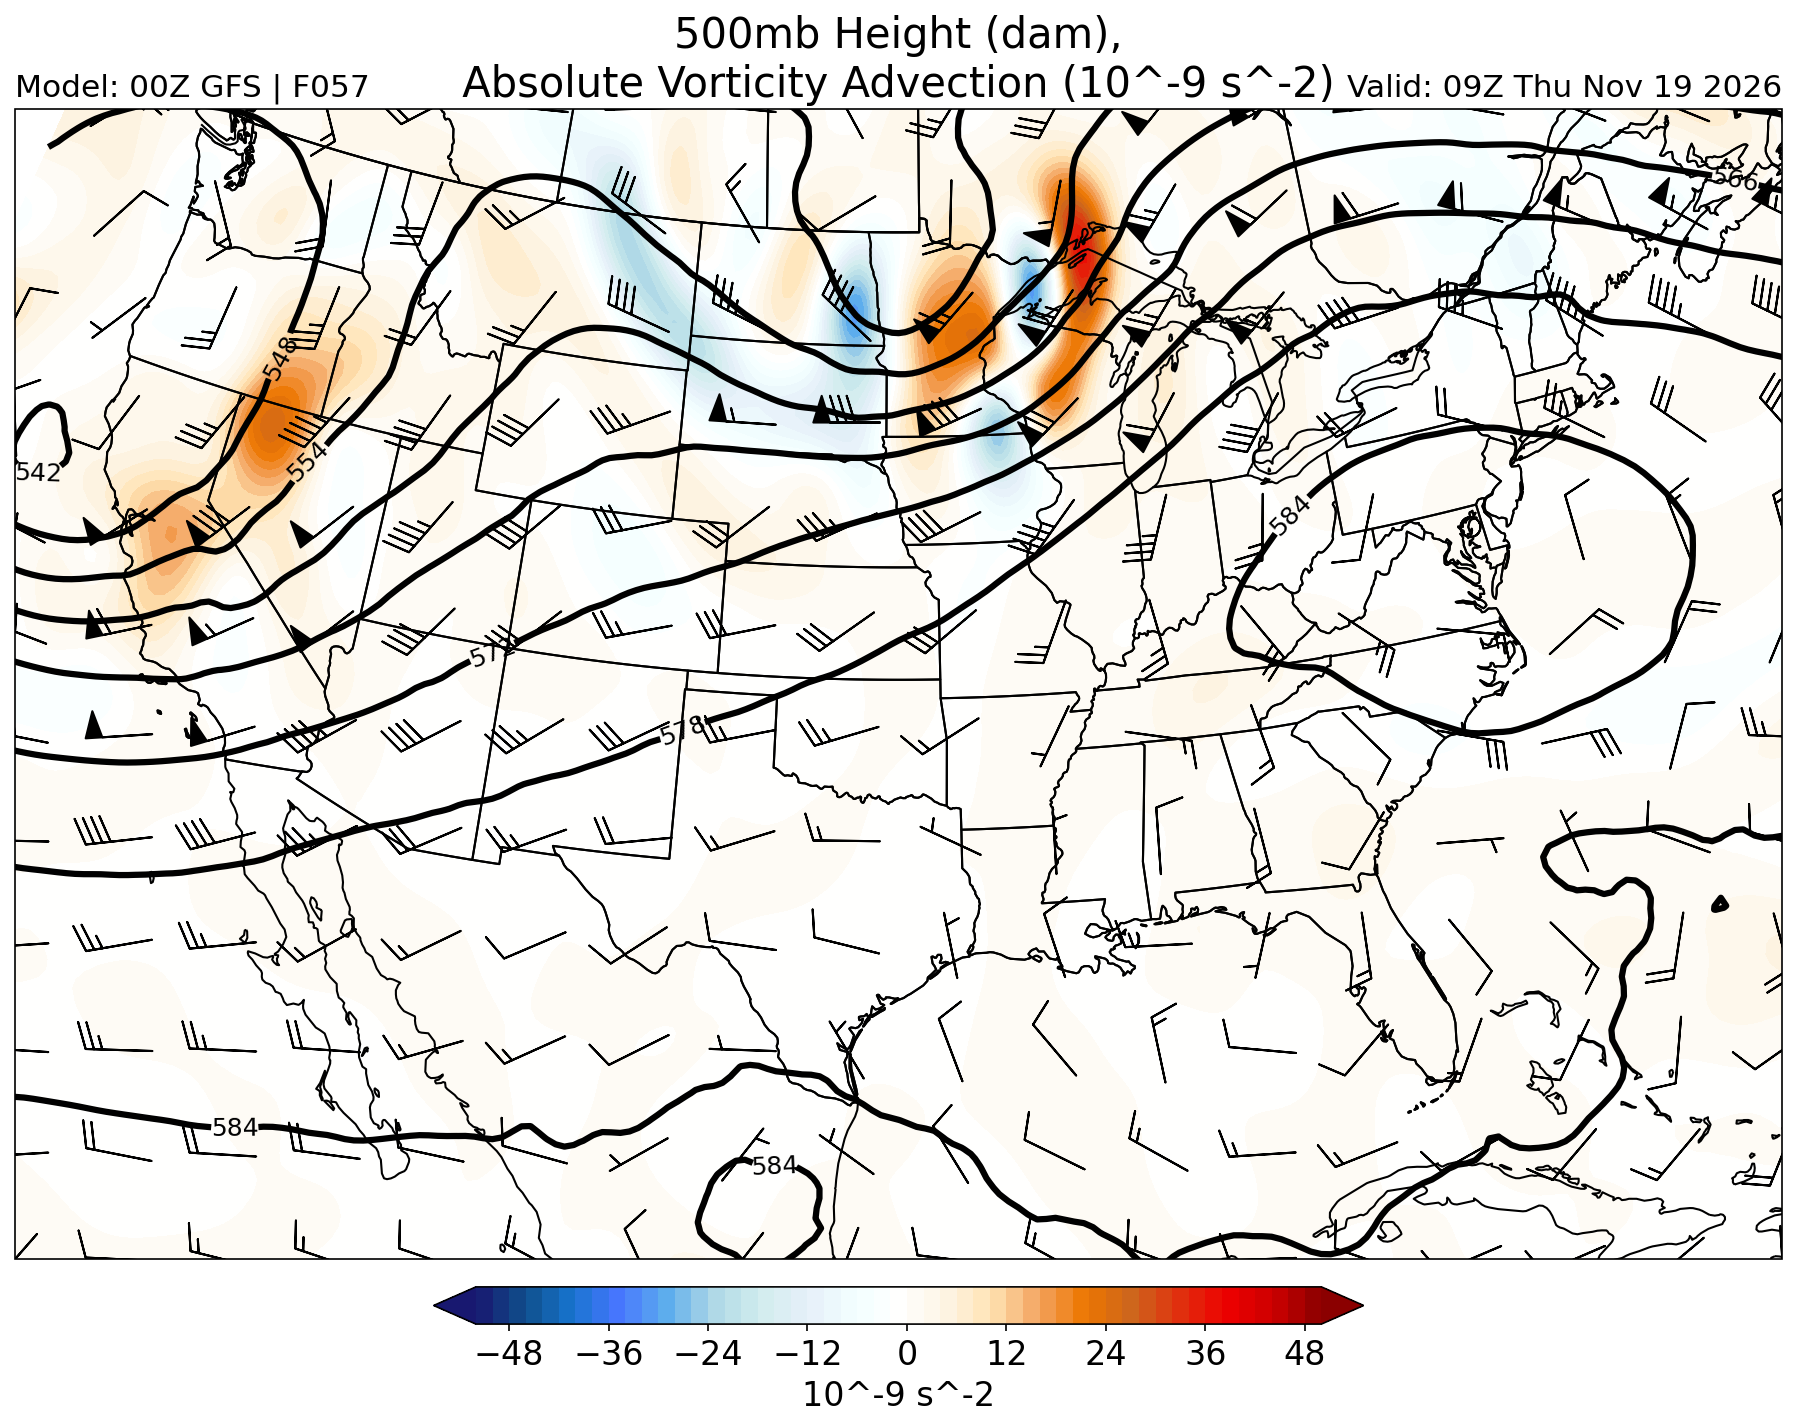 500mb Height (dam),
Model: 00Z GFS | F057
Absolute Vorticity Advection (10^-9 s^-2)
Valid: 09Z Thu Nov 19 2026
566
548
554
542
584
578
584
584
−48 −36 −24 −12 0 12 24 36 48
10^-9 s^-2